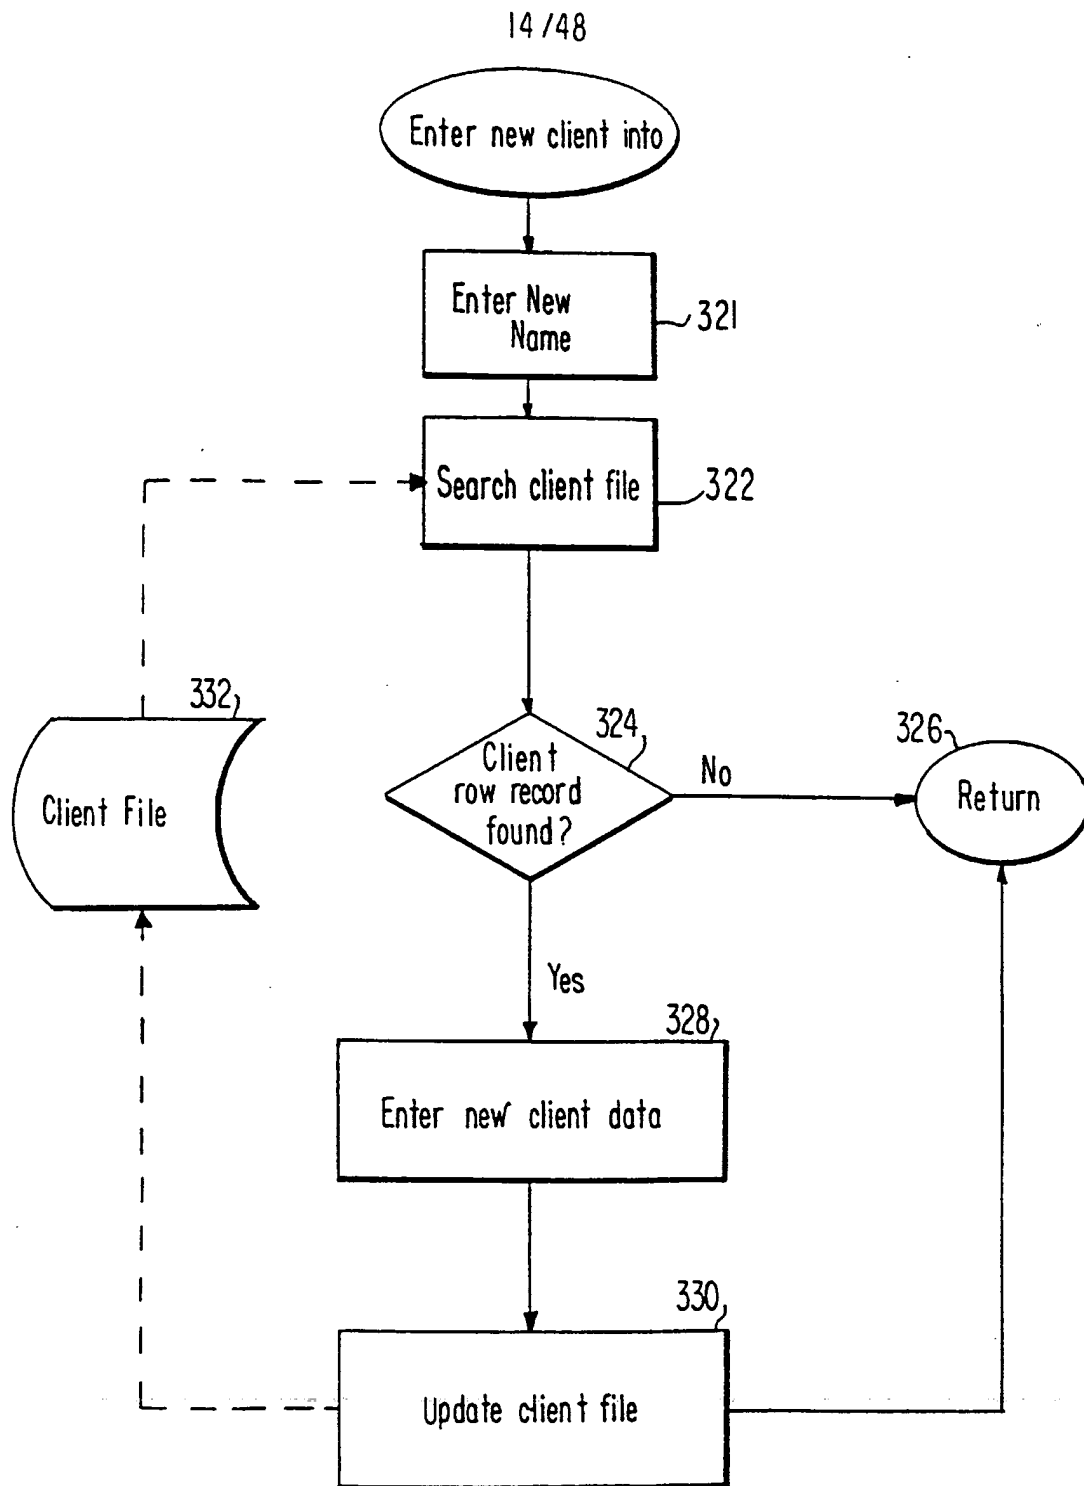 14/48
Enter new client into
Enter New
Name
321
Search client file
322
332
Client File
324
Client
row record
found?
No
326
Return
Yes
328
Enter new client data
330
Update client file